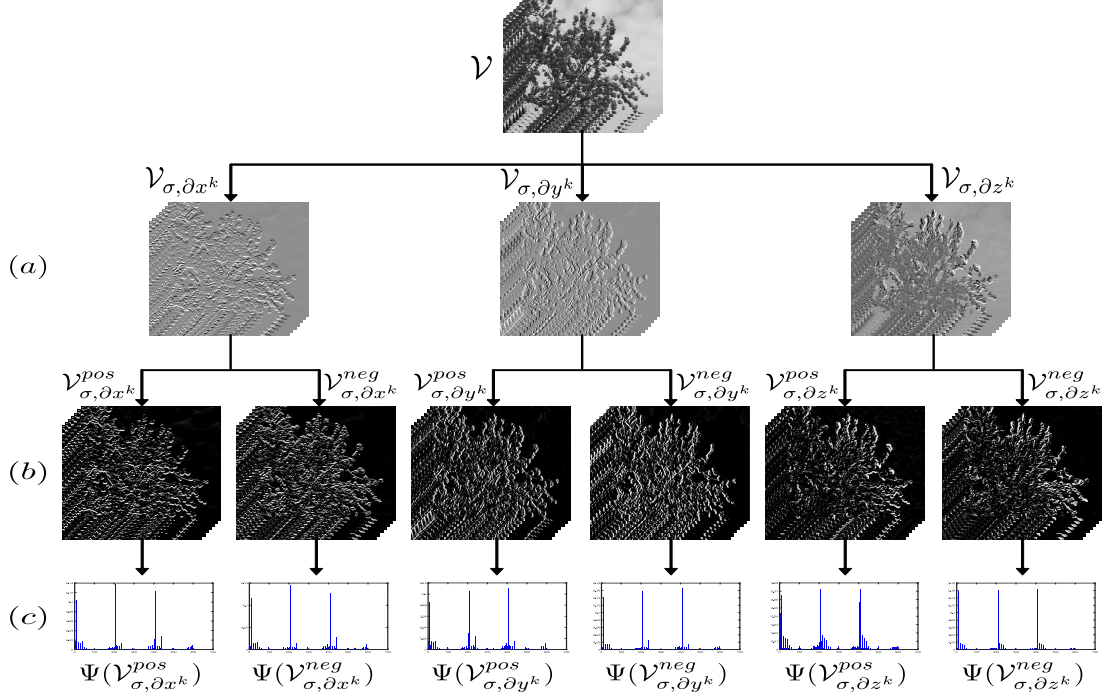 𝒱
𝒱_{σ,∂x^k} 𝒱_{σ,∂y^k} 𝒱_{σ,∂z^k}
(a)
𝒱^{pos}_{σ,∂x^k} 𝒱^{neg}_{σ,∂x^k} 𝒱^{pos}_{σ,∂y^k} 𝒱^{neg}_{σ,∂y^k} 𝒱^{pos}_{σ,∂z^k} 𝒱^{neg}_{σ,∂z^k}
(b)
(c)
Ψ(𝒱^{pos}_{σ,∂x^k}) Ψ(𝒱^{neg}_{σ,∂x^k}) Ψ(𝒱^{pos}_{σ,∂y^k}) Ψ(𝒱^{neg}_{σ,∂y^k}) Ψ(𝒱^{pos}_{σ,∂z^k}) Ψ(𝒱^{neg}_{σ,∂z^k})